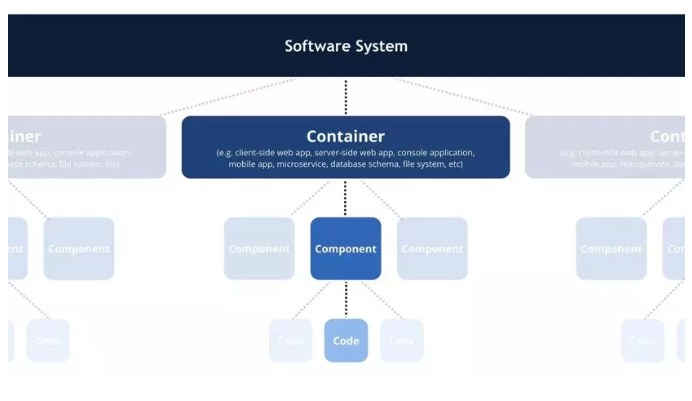 Software System
iner Container Cont
de web app, console application, (e.g. client-side web app, server-side web app, console application, (e.g. client-side web app, server-
base schema, file system, etc) mobile app, microservice, database schema, file system, etc) mobile app, microservice, da
ent Component Component Component Component Component Cor
Code Code Code Code Code